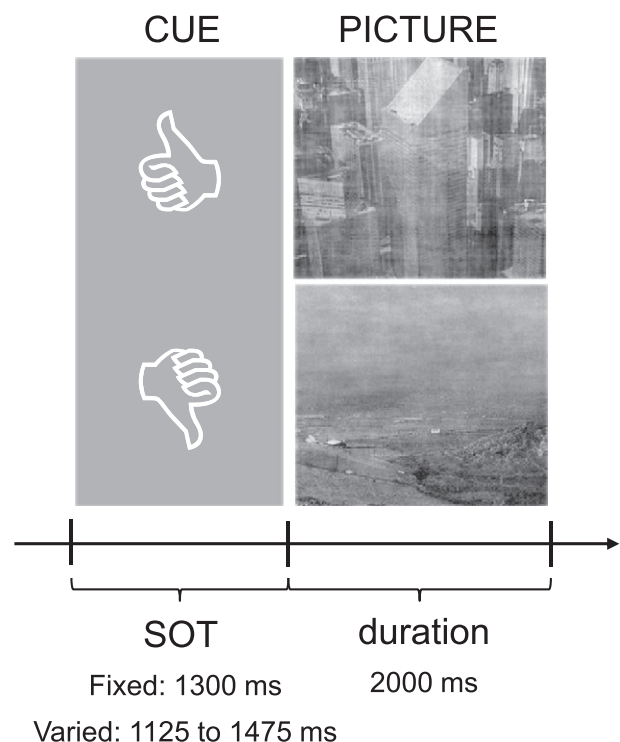 CUE
PICTURE
SOT
duration
Fixed: 1300 ms
2000 ms
Varied: 1125 to 1475 ms